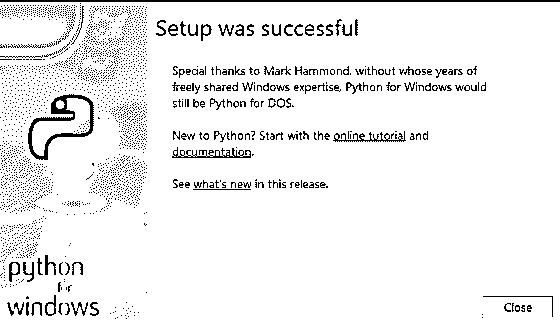 Setup was successful
Special thanks to Mark Hammond, without whose years of
freely shared Windows expertise, Python for Windows would
still be Python for DOS.
New to Python? Start with the online tutorial and
documentation.
See what's new in this release.
python
for
windows
Close